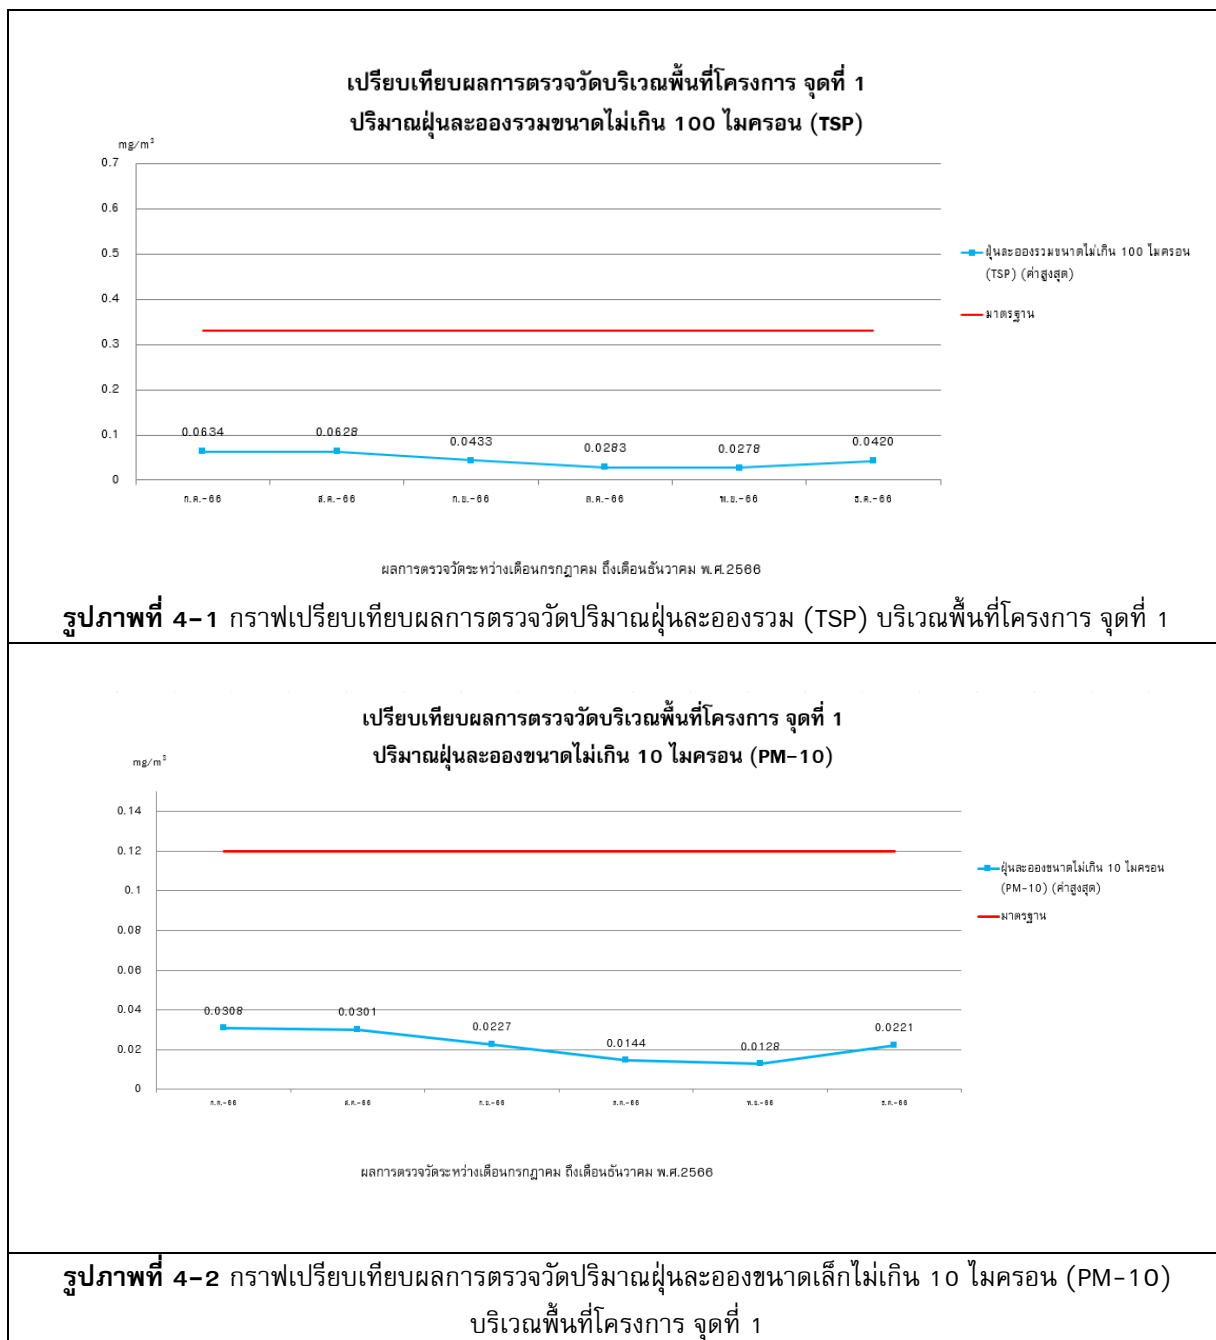 เปรียบเทียบผลการตรวจวัดบริเวณพื้นที่โครงการ จุดที่ 1
ปริมาณฝุ่นละอองรวมขนาดไม่เกิน 100 ไมครอน (TSP)
mg/m³
0.7
0.6
0.5
0.4
0.3
0.2
0.1
0
0.0634 0.0628 0.0433 0.0283 0.0278 0.0420
ก.ค.-66 ส.ค.-66 ก.ย.-66 ต.ค.-66 พ.ย.-66 ธ.ค.-66
ฝุ่นละอองรวมขนาดไม่เกิน 100 ไมครอน
(TSP) (ค่าสูงสุด)
มาตรฐาน
ผลการตรวจวัดระหว่างเดือนกรกฎาคม ถึงเดือนธันวาคม พ.ศ.2566
รูปภาพที่ 4-1 กราฟเปรียบเทียบผลการตรวจวัดปริมาณฝุ่นละอองรวม (TSP) บริเวณพื้นที่โครงการ จุดที่ 1
เปรียบเทียบผลการตรวจวัดบริเวณพื้นที่โครงการ จุดที่ 1
ปริมาณฝุ่นละอองขนาดไม่เกิน 10 ไมครอน (PM-10)
mg/m³
0.14
0.12
0.1
0.08
0.06
0.04
0.02
0
0.0308 0.0301 0.0227 0.0144 0.0128 0.0221
ก.ค.-66 ส.ค.-66 ก.ย.-66 ต.ค.-66 พ.ย.-66 ธ.ค.-66
ฝุ่นละอองขนาดไม่เกิน 10 ไมครอน
(PM-10) (ค่าสูงสุด)
มาตรฐาน
ผลการตรวจวัดระหว่างเดือนกรกฎาคม ถึงเดือนธันวาคม พ.ศ.2566
รูปภาพที่ 4-2 กราฟเปรียบเทียบผลการตรวจวัดปริมาณฝุ่นละอองขนาดเล็กไม่เกิน 10 ไมครอน (PM-10)
บริเวณพื้นที่โครงการ จุดที่ 1